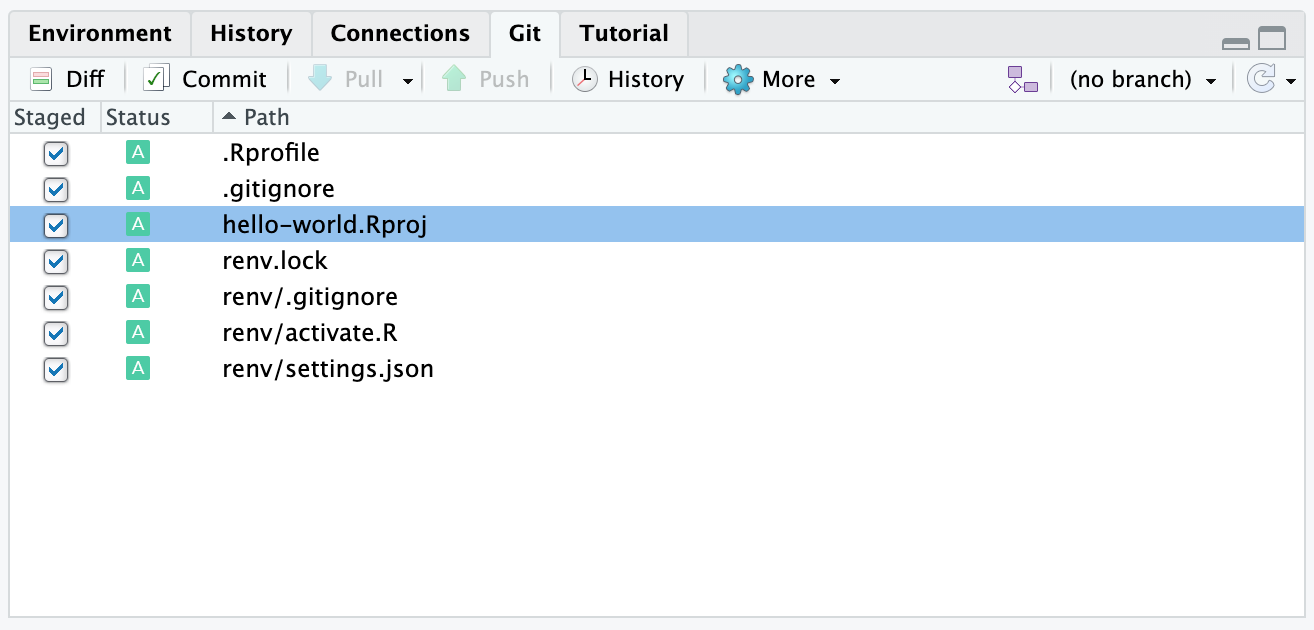 Environment History Connections Git Tutorial
Diff Commit Pull Push History More (no branch)
Staged Status Path
A .Rprofile
A .gitignore
A hello-world.Rproj
A renv.lock
A renv/.gitignore
A renv/activate.R
A renv/settings.json